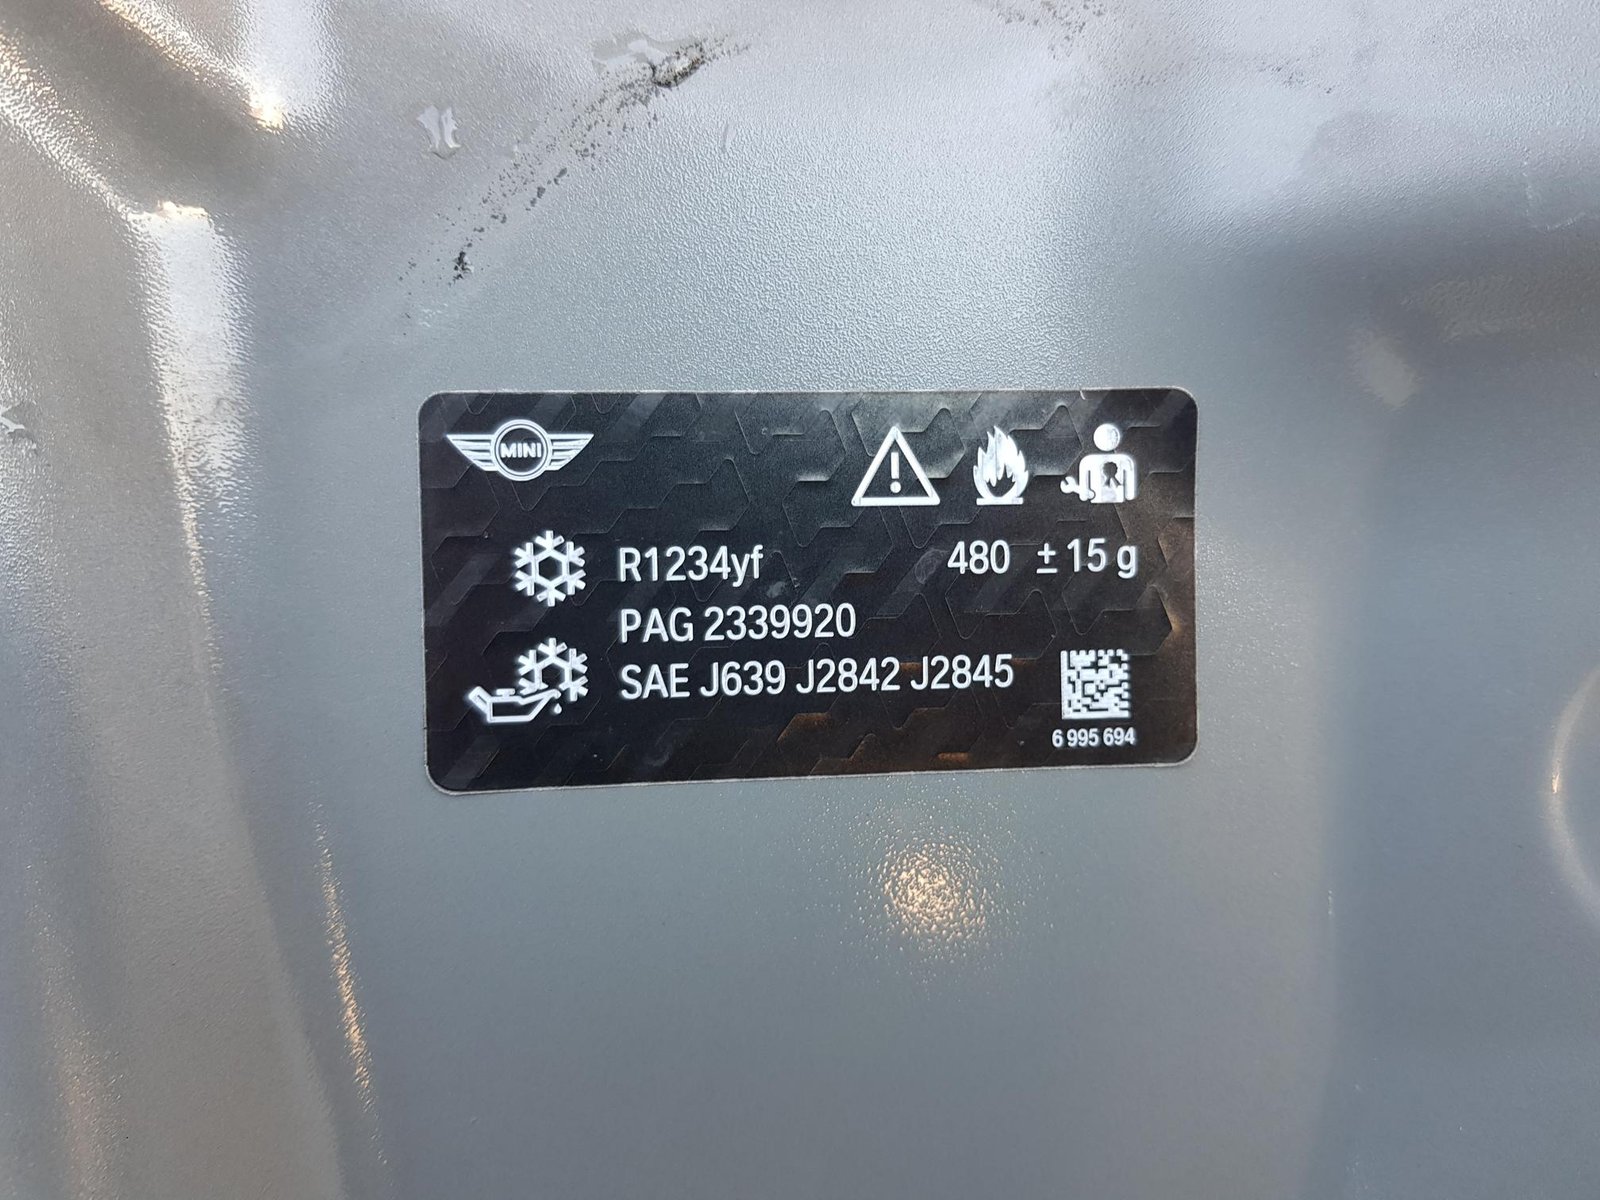 MINI
R1234yf 480 ± 15 g
PAG 2339920
SAE J639 J2842 J2845
6 995 694